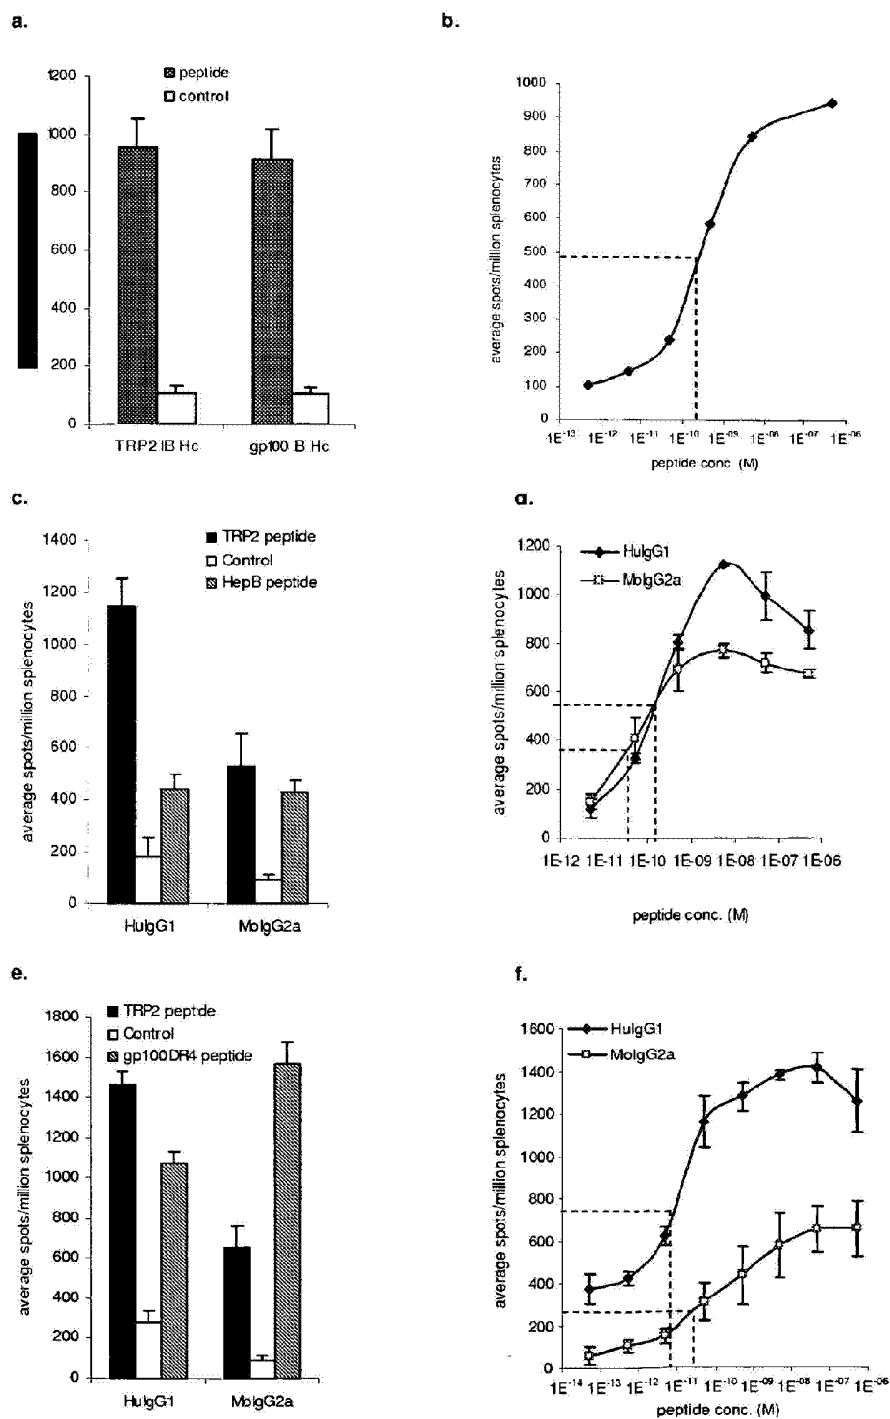 a.
peptide
control
1200
1000
800
600
400
200
0
TRP2 IB Hc
gp100 B Hc
b.
average spots/million splenocytes
1000
900
800
700
600
500
400
300
200
100
0
1E-13 1E-12 1E-11 1E-10 1E-09 1E-08 1E-07 1E-06
peptide conc. (M)
c.
average spots/million splenocytes
TRP2 peptide
Control
HepB peptide
1400
1200
1000
800
600
400
200
0
HuIgG1
MoIgG2a
d.
average spots/million splenocytes
HuIgG1
MoIgG2a
1200
1000
800
600
400
200
0
1E-12 1E-11 1E-10 1E-09 1E-08 1E-07 1E-06
peptide conc. (M)
e.
average spots/million splenocytes
TRP2 peptide
Control
gp100DR4 peptide
1800
1600
1400
1200
1000
800
600
400
200
0
HuIgG1
MoIgG2a
f.
average spots/million splenocytes
HuIgG1
MoIgG2a
1600
1400
1200
1000
800
600
400
200
0
1E-14 1E-13 1E-12 1E-11 1E-10 1E-09 1E-08 1E-07 1E-06
peptide conc. (M)